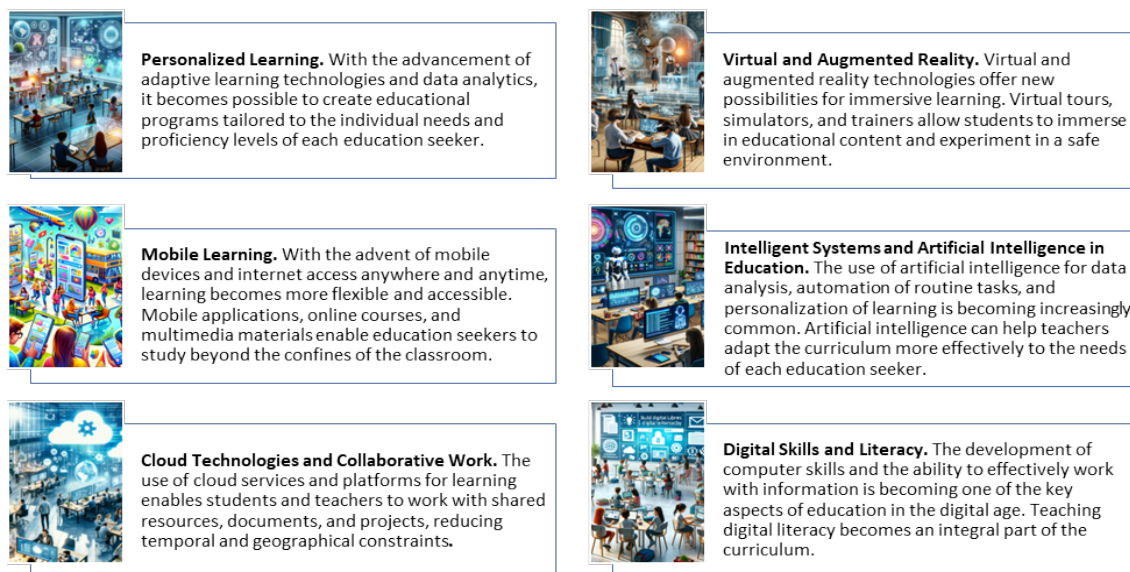 Personalized Learning. With the advancement of
adaptive learning technologies and data analytics,
it becomes possible to create educational
programs tailored to the individual needs and
proficiency levels of each education seeker.
Virtual and Augmented Reality. Virtual and
augmented reality technologies offer new
possibilities for immersive learning. Virtual tours,
simulators, and trainers allow students to immerse
in educational content and experiment in a safe
environment.
Mobile Learning. With the advent of mobile
devices and internet access anywhere and anytime,
learning becomes more flexible and accessible.
Mobile applications, online courses, and
multimedia materials enable education seekers to
study beyond the confines of the classroom.
Intelligent Systems and Artificial Intelligence in
Education. The use of artificial intelligence for data
analysis, automation of routine tasks, and
personalization of learning is becoming increasingly
common. Artificial intelligence can help teachers
adapt the curriculum more effectively to the needs
of each education seeker.
Cloud Technologies and Collaborative Work. The
use of cloud services and platforms for learning
enables students and teachers to work with shared
resources, documents, and projects, reducing
temporal and geographical constraints.
Digital Skills and Literacy. The development of
computer skills and the ability to effectively work
with information is becoming one of the key
aspects of education in the digital age. Teaching
digital literacy becomes an integral part of the
curriculum.